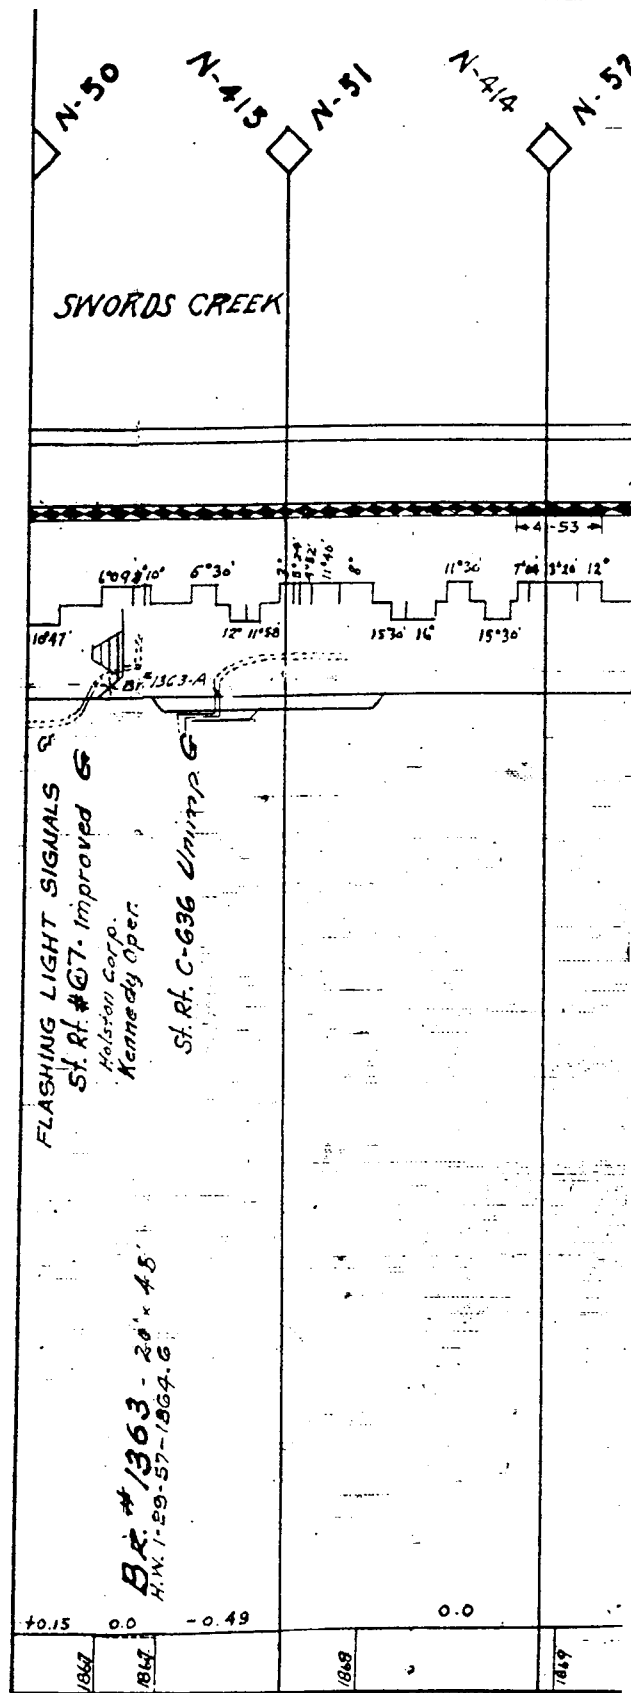 N-50
N-413
N-51
N-414
N-52
SWORDS CREEK
4-53
6°30'
11°30'
12°
12° 11°58'
11°40'
8°
15°30' 16°
15°30'
Br. #1363-A
G
FLASHING LIGHT SIGNALS
St. Rt. #67. Improved G
Holston Corp.
Kennedy Oper.
St. Rt. C-636 Unimp. G
BR. #1363 - 20' x 45'
H.W. 1-29-57-1864.6
+0.15 0.0 -0.49 0.0
1867 1867 1868 1869